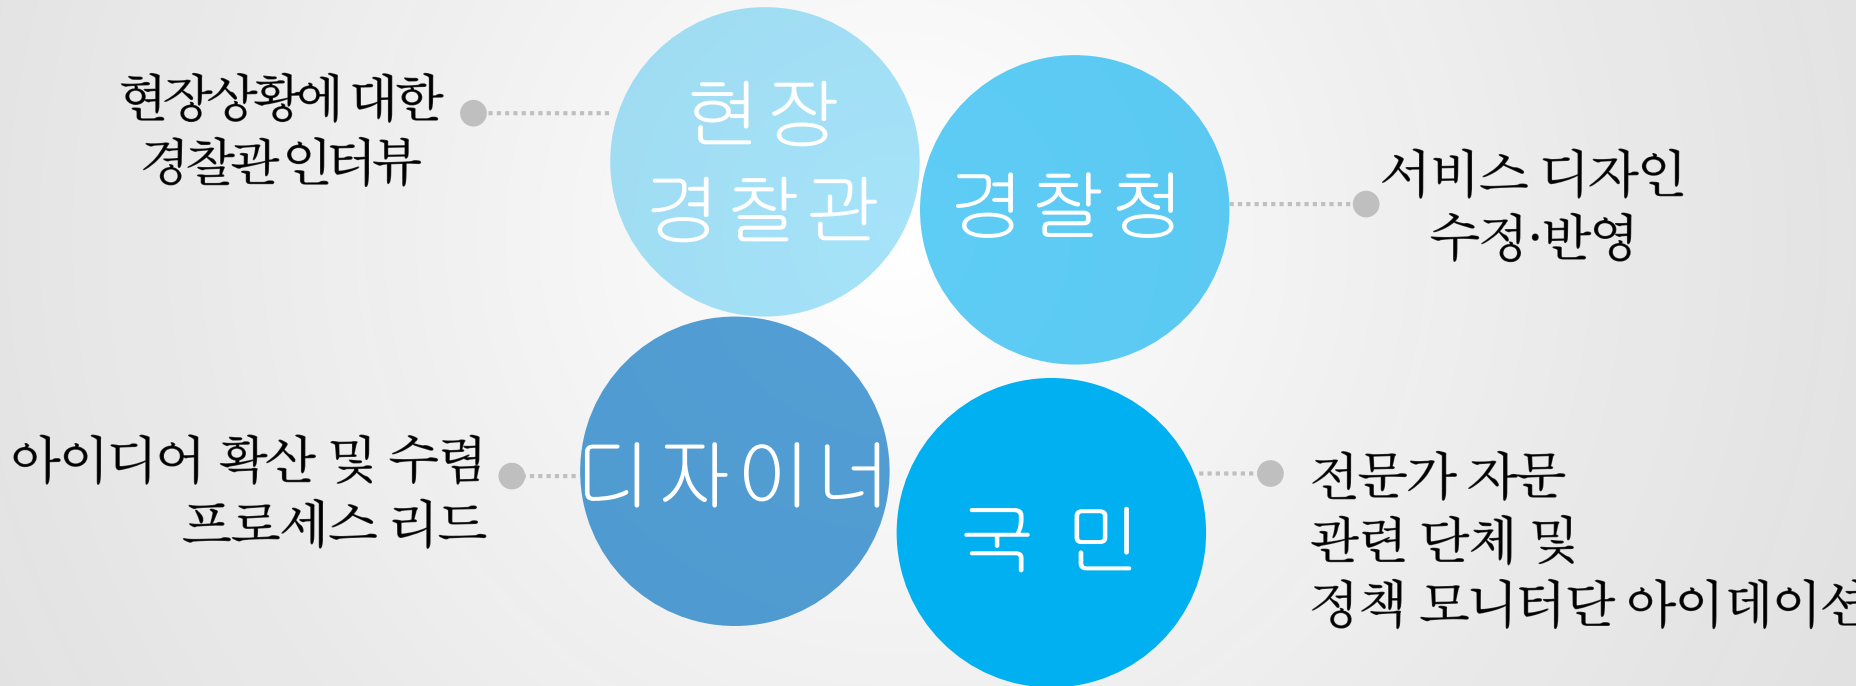 현장상황에 대한
경찰관 인터뷰
현장
경찰관
경찰청
서비스 디자인
수정·반영
아이디어 확산 및 수렴
프로세스 리드
디자이너
국 민
전문가 자문
관련 단체 및
정책 모니터단 아이데이션